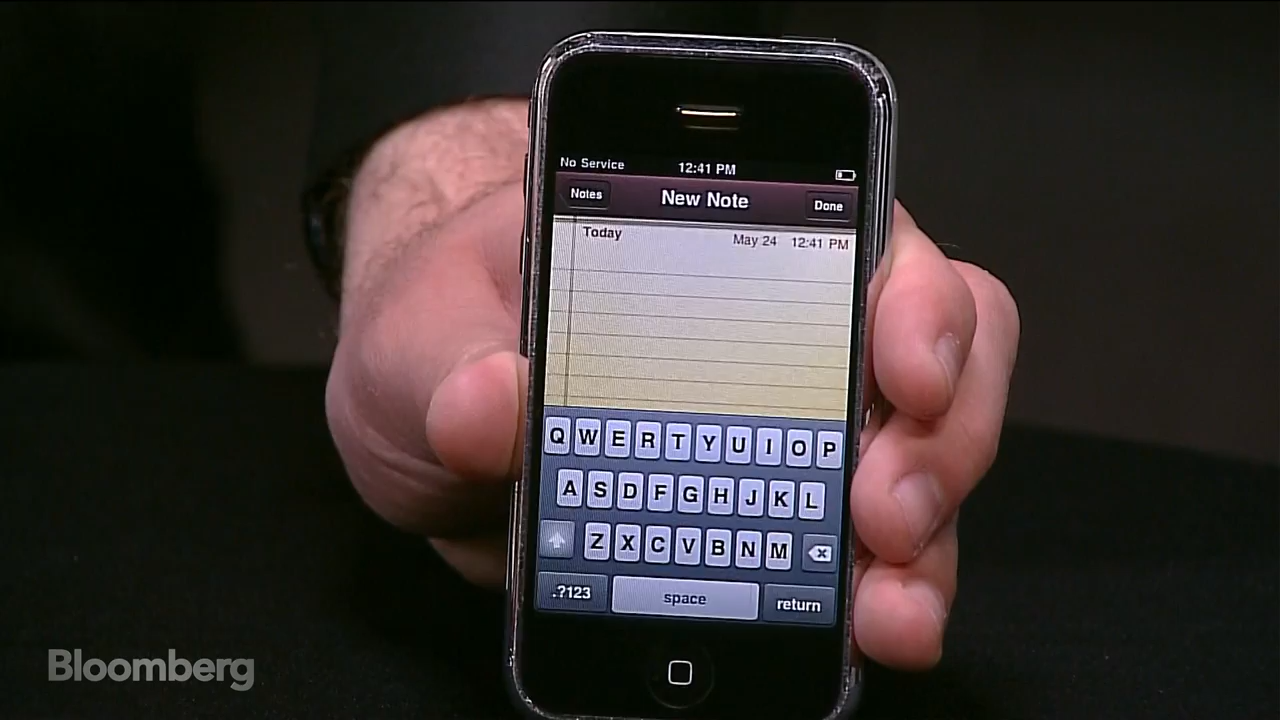 No Service 12:41 PM
Notes New Note Done
Today May 24 12:41 PM
Q W E R T Y U I O P
A S D F G H J K L
Z X C V B N M
.?123 space return
Bloomberg